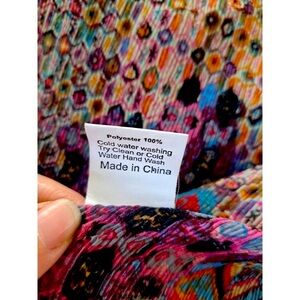 Polyester 100%
Cold water washing
Try Clean or Cold
Water Hand Wash
Made in China